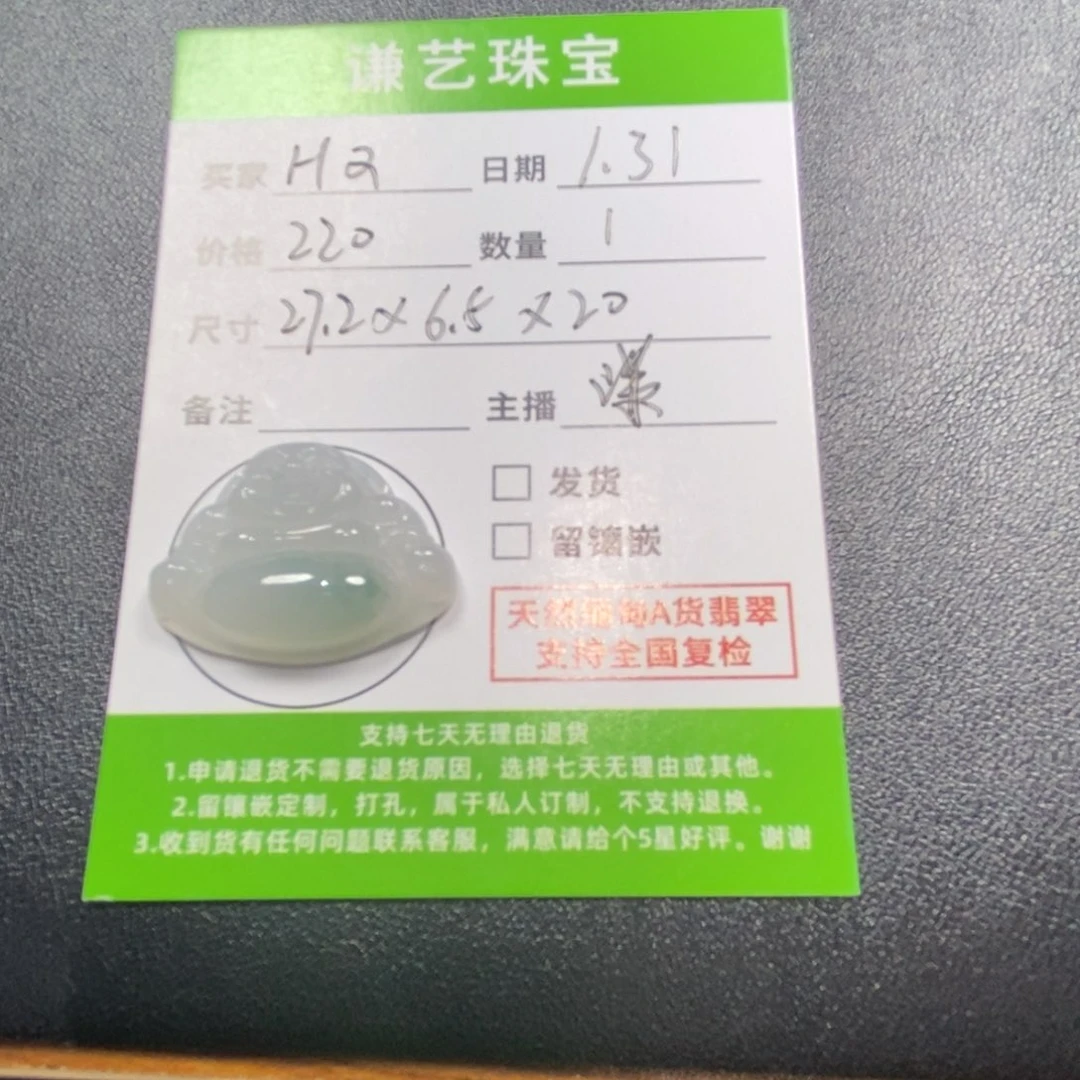 谦艺珠宝
买家 H2 日期 1.31
价格 220 数量 1
尺寸 27.2×6.5×20
备注 主播
发货
留镶嵌
天然缅甸A货翡翠
支持全国复检
支持七天无理由退货
1.申请退货不需要退货原因，选择七天无理由或其他。
2.留镶嵌定制，打孔，属于私人订制，不支持退换。
3.收到货有任何问题联系客服，满意请给个5星好评。谢谢